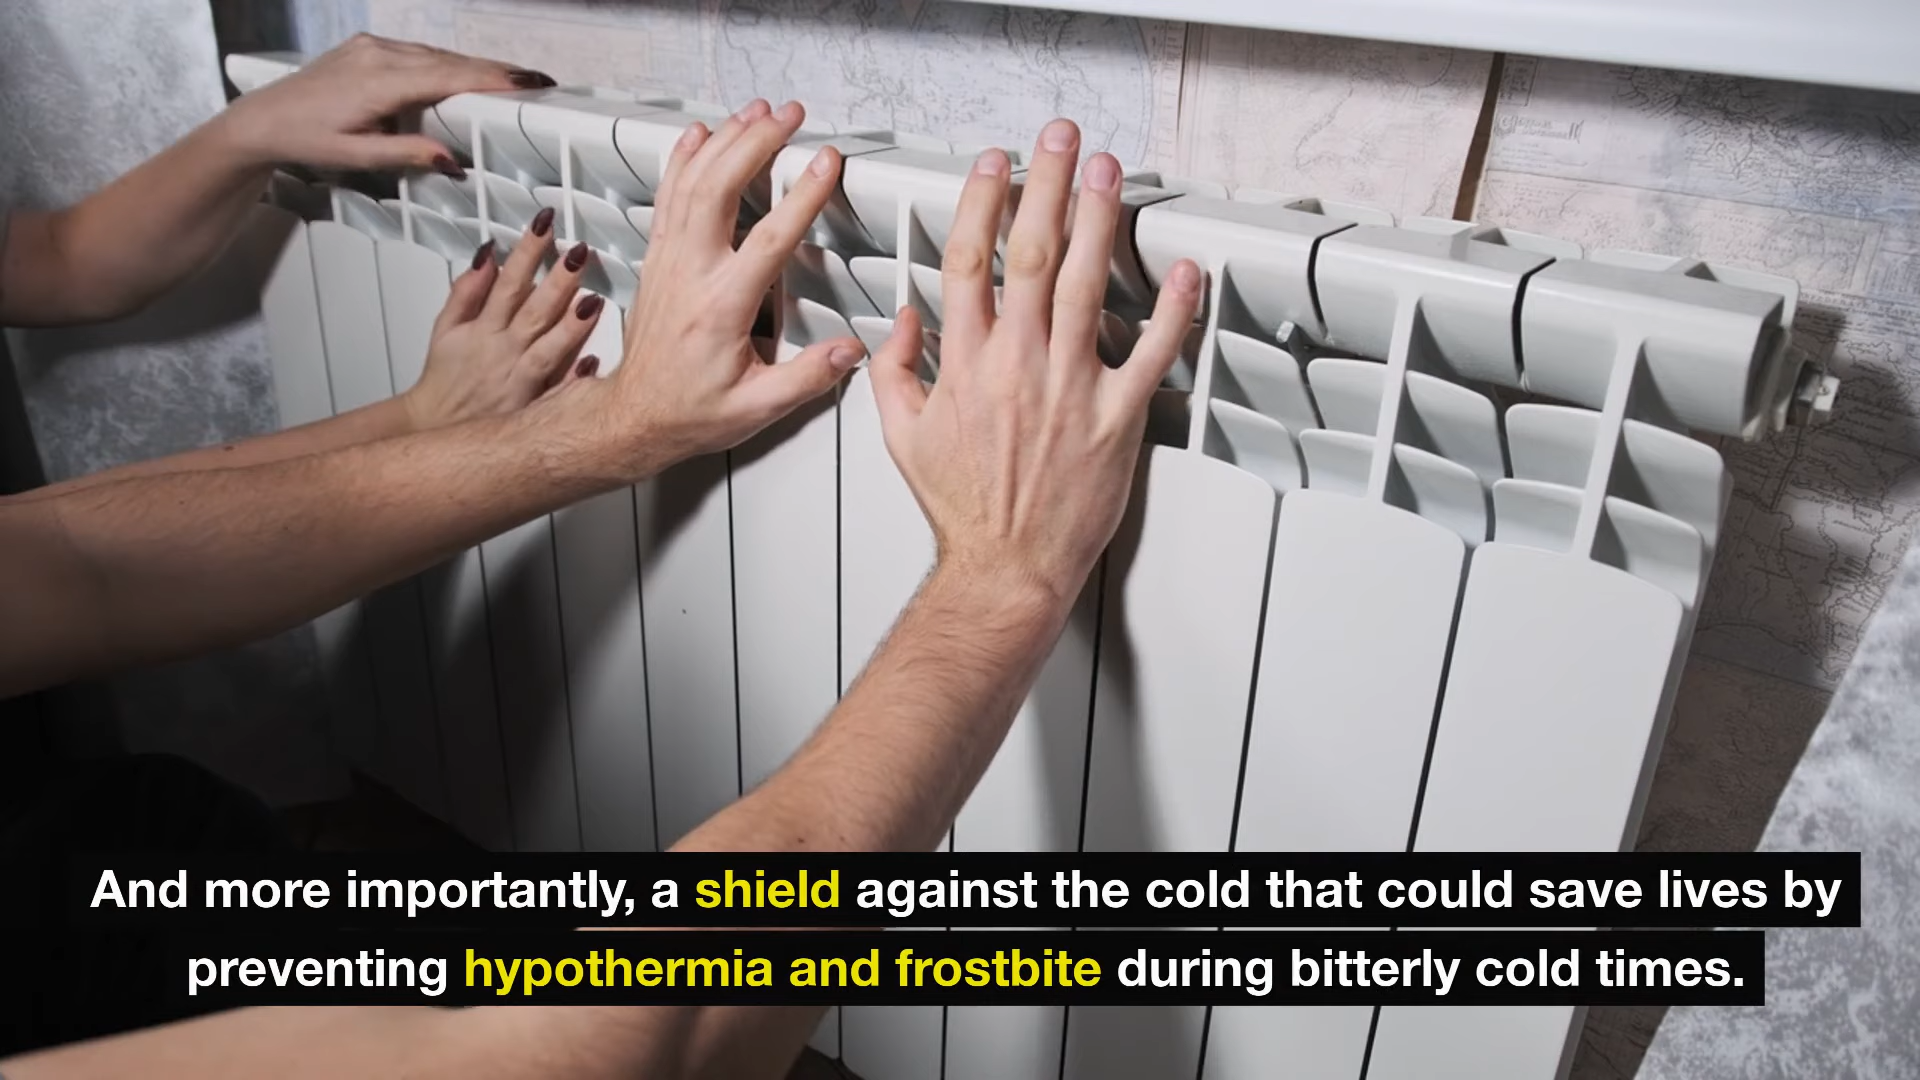 And more importantly, a shield against the cold that could save lives by
preventing hypothermia and frostbite during bitterly cold times.